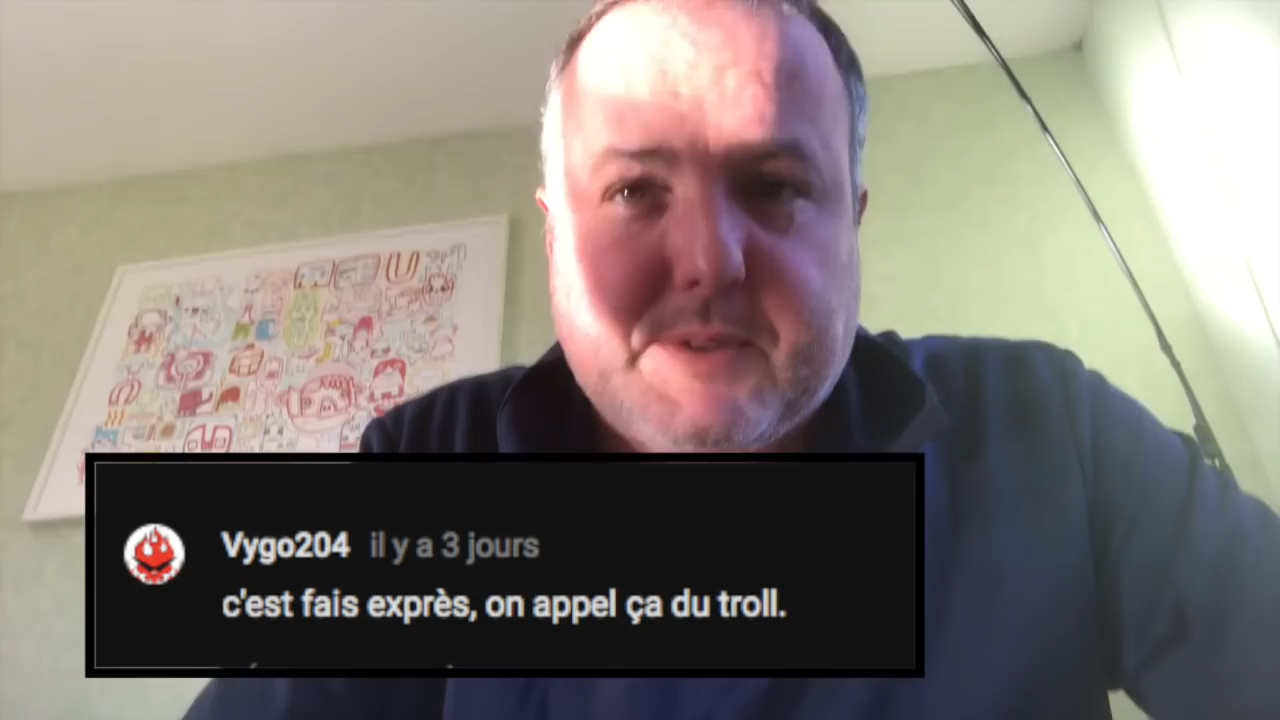 Vygo204 il y a 3 jours
c'est fais exprès, on appel ça du troll.